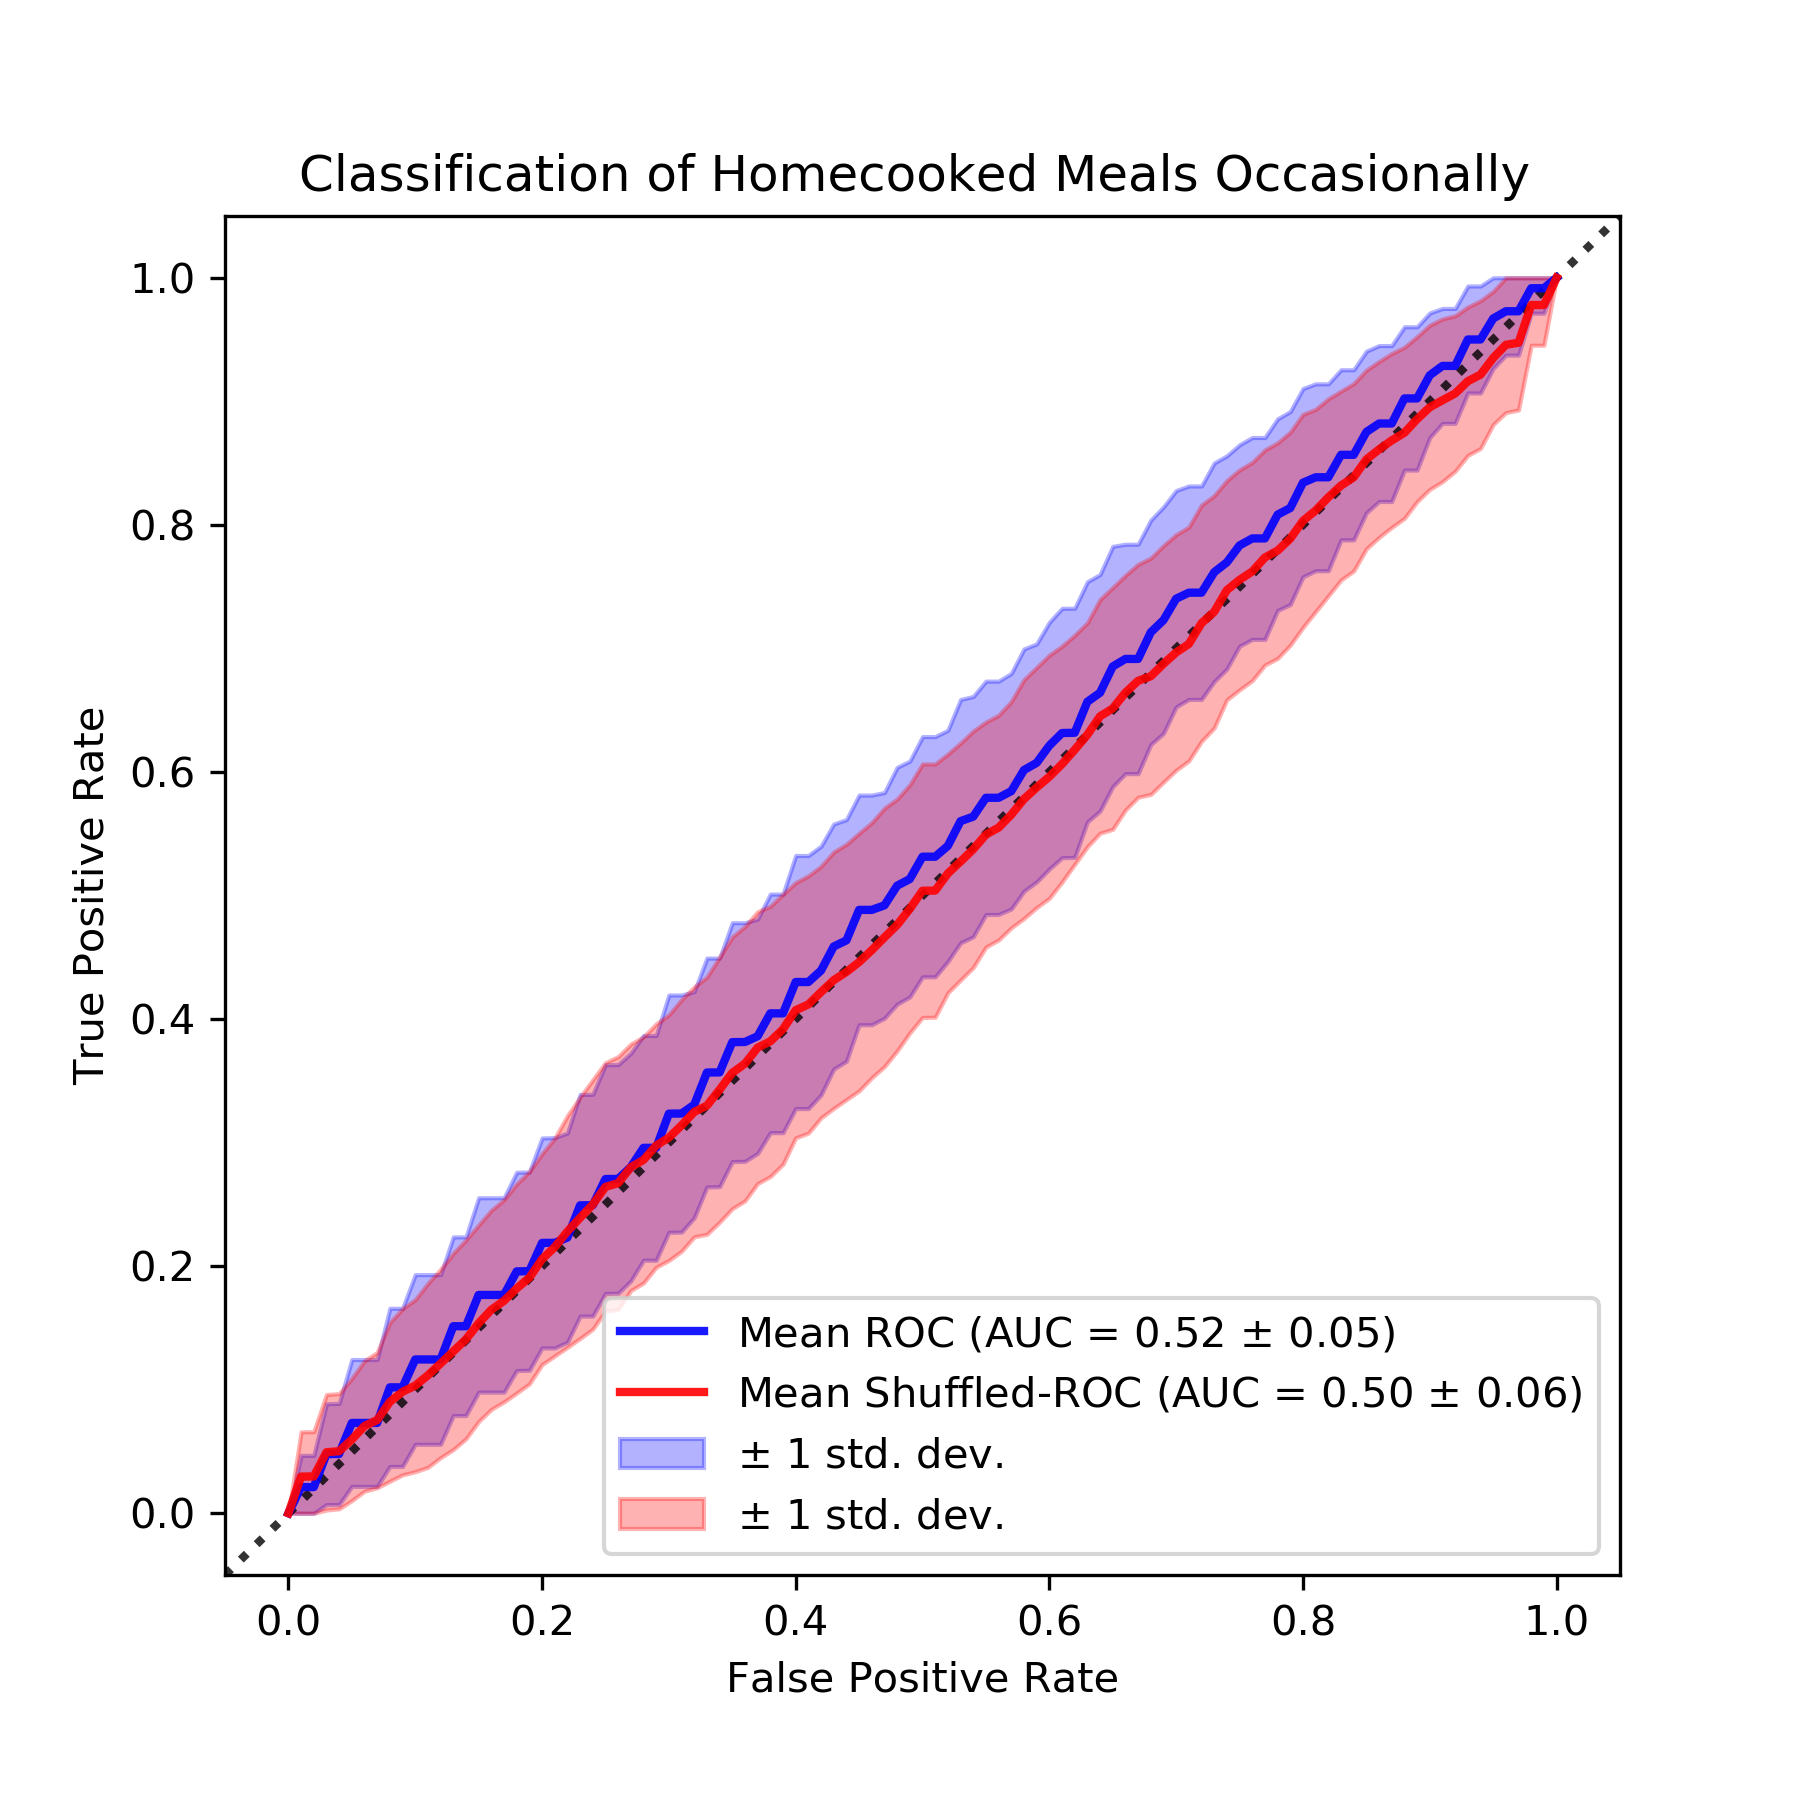 Classification of Homecooked Meals Occasionally
True Positive Rate
1.0
0.8
0.6
0.4
0.2
0.0
Mean ROC (AUC = 0.52 ± 0.05)
Mean Shuffled-ROC (AUC = 0.50 ± 0.06)
± 1 std. dev.
± 1 std. dev.
0.0 0.2 0.4 0.6 0.8 1.0
False Positive Rate